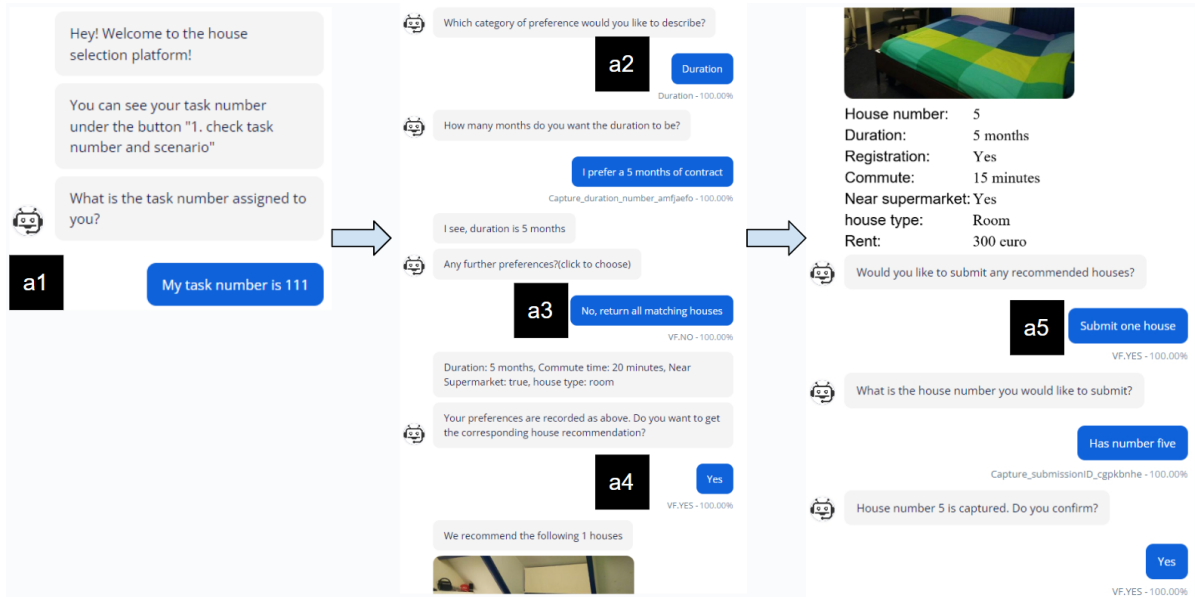 Hey! Welcome to the house
selection platform!
You can see your task number
under the button "1. check task
number and scenario"
What is the task number assigned to
you?
a1
My task number is 111
Which category of preference would you like to describe?
a2
Duration
Duration - 100.00%
How many months do you want the duration to be?
I prefer a 5 months of contract
Capture_duration_number_amfjaefo - 100.00%
I see, duration is 5 months
Any further preferences?(click to choose)
a3
No, return all matching houses
VF.NO - 100.00%
Duration: 5 months, Commute time: 20 minutes, Near
Supermarket: true, house type: room
Your preferences are recorded as above. Do you want to get
the corresponding house recommendation?
a4
Yes
VF.YES - 100.00%
We recommend the following 1 houses
House number: 5
Duration: 5 months
Registration: Yes
Commute: 15 minutes
Near supermarket: Yes
house type: Room
Rent: 300 euro
Would you like to submit any recommended houses?
a5
Submit one house
VF.YES - 100.00%
What is the house number you would like to submit?
Has number five
Capture_submissionID_cgpkbnhe - 100.00%
House number 5 is captured. Do you confirm?
Yes
VF.YES - 100.00%